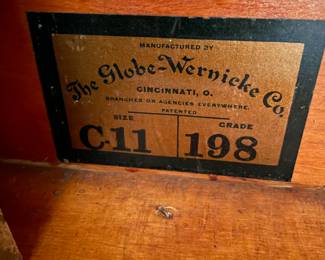 MANUFACTURED BY
The Globe-Wernicke Co.
CINCINNATI, O.
BRANCHES OR AGENCIES EVERYWHERE.
PATENTED
SIZE GRADE
C-11 198